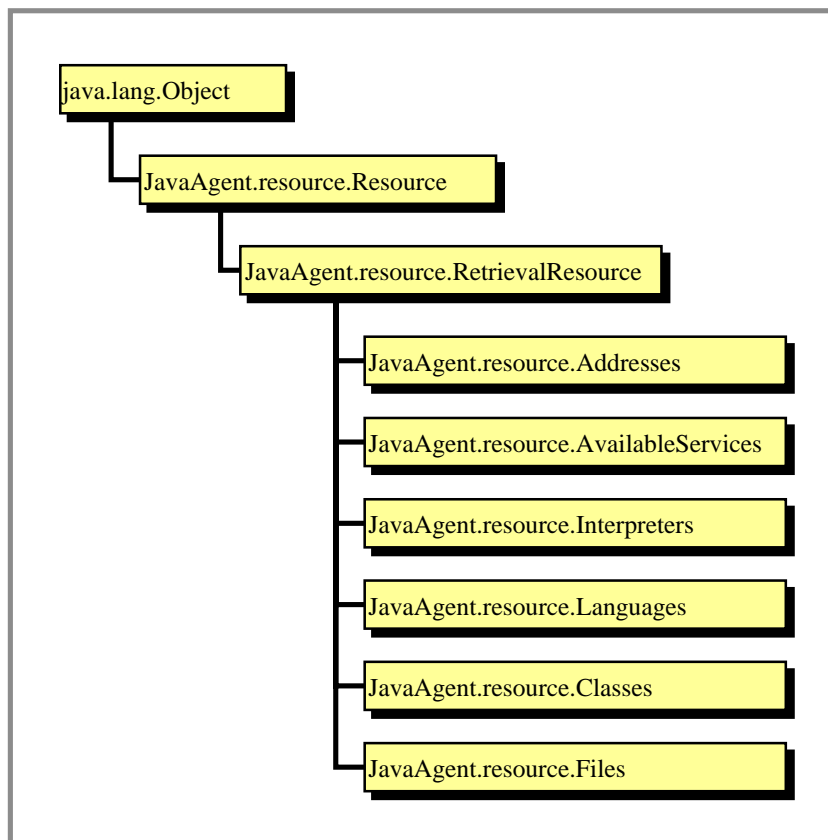 java.lang.Object
JavaAgent.resource.Resource
JavaAgent.resource.RetrievalResource
JavaAgent.resource.Addresses
JavaAgent.resource.AvailableServices
JavaAgent.resource.Interpreters
JavaAgent.resource.Languages
JavaAgent.resource.Classes
JavaAgent.resource.Files